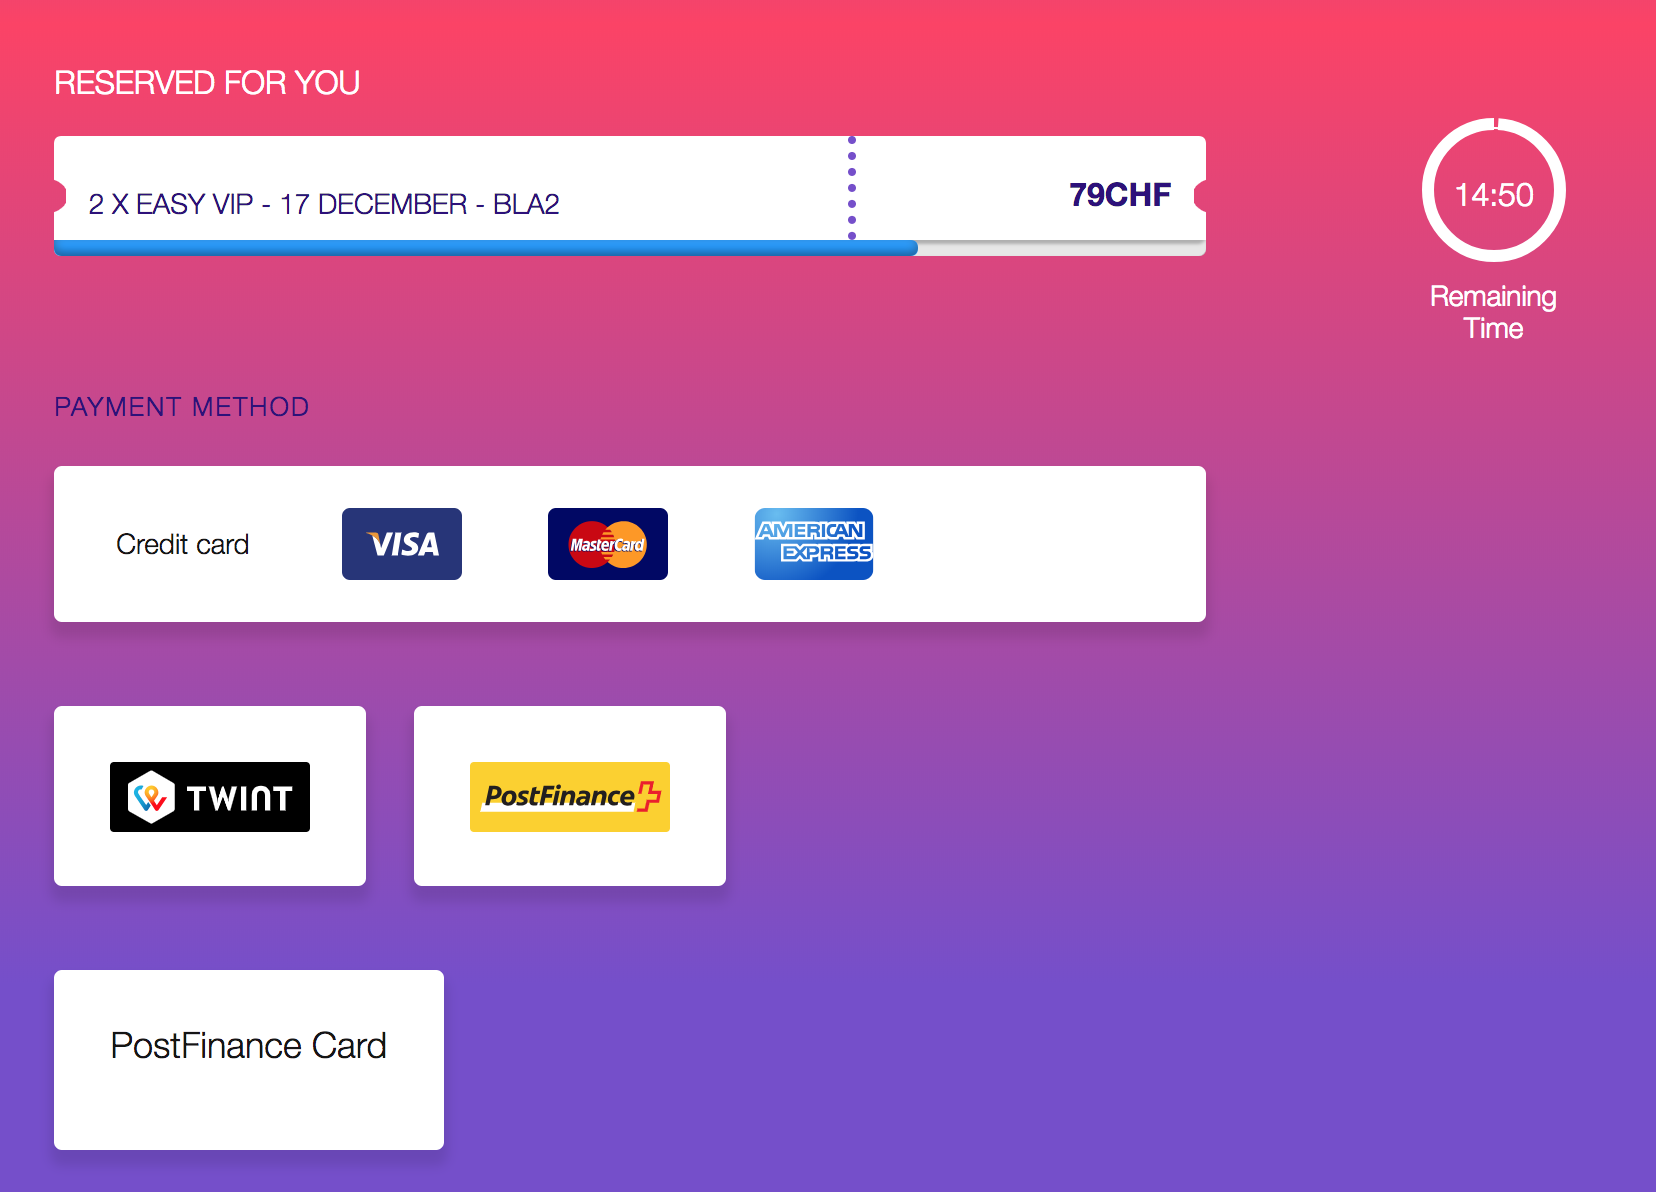 RESERVED FOR YOU
2 X EASY VIP - 17 DECEMBER - BLA2
79CHF
14:50
Remaining
Time
PAYMENT METHOD
Credit card
VISA
MasterCard
AMERICAN
EXPRESS
TWINT
PostFinance
PostFinance Card